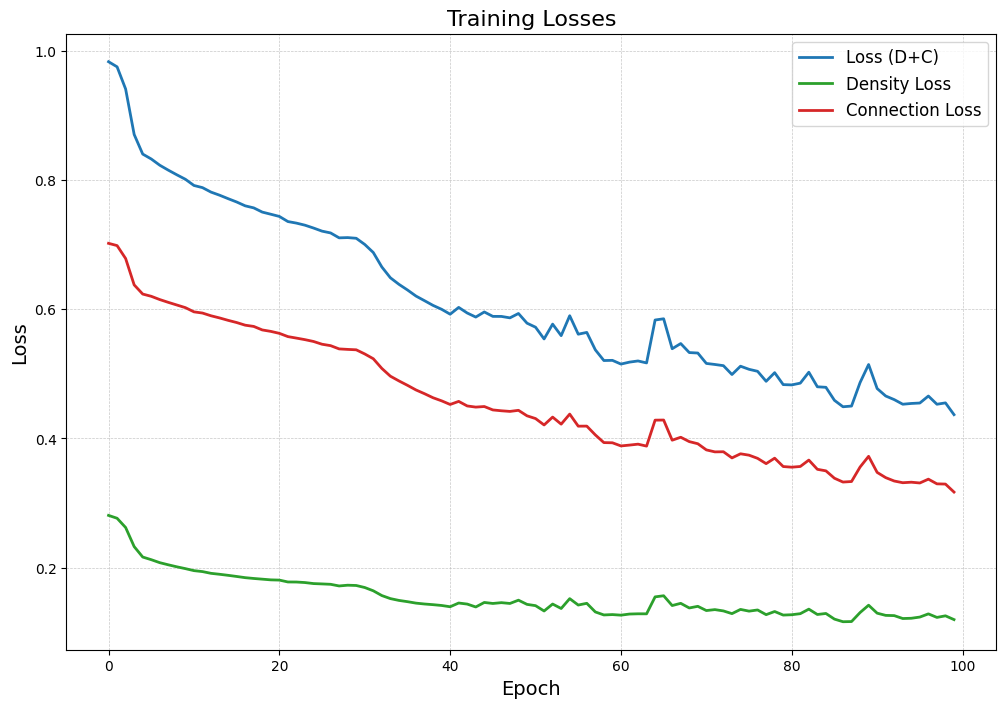 Training Losses
Loss (D+C)
Density Loss
Connection Loss
Loss
1.0
0.8
0.6
0.4
0.2
0 20 40 60 80 100
Epoch